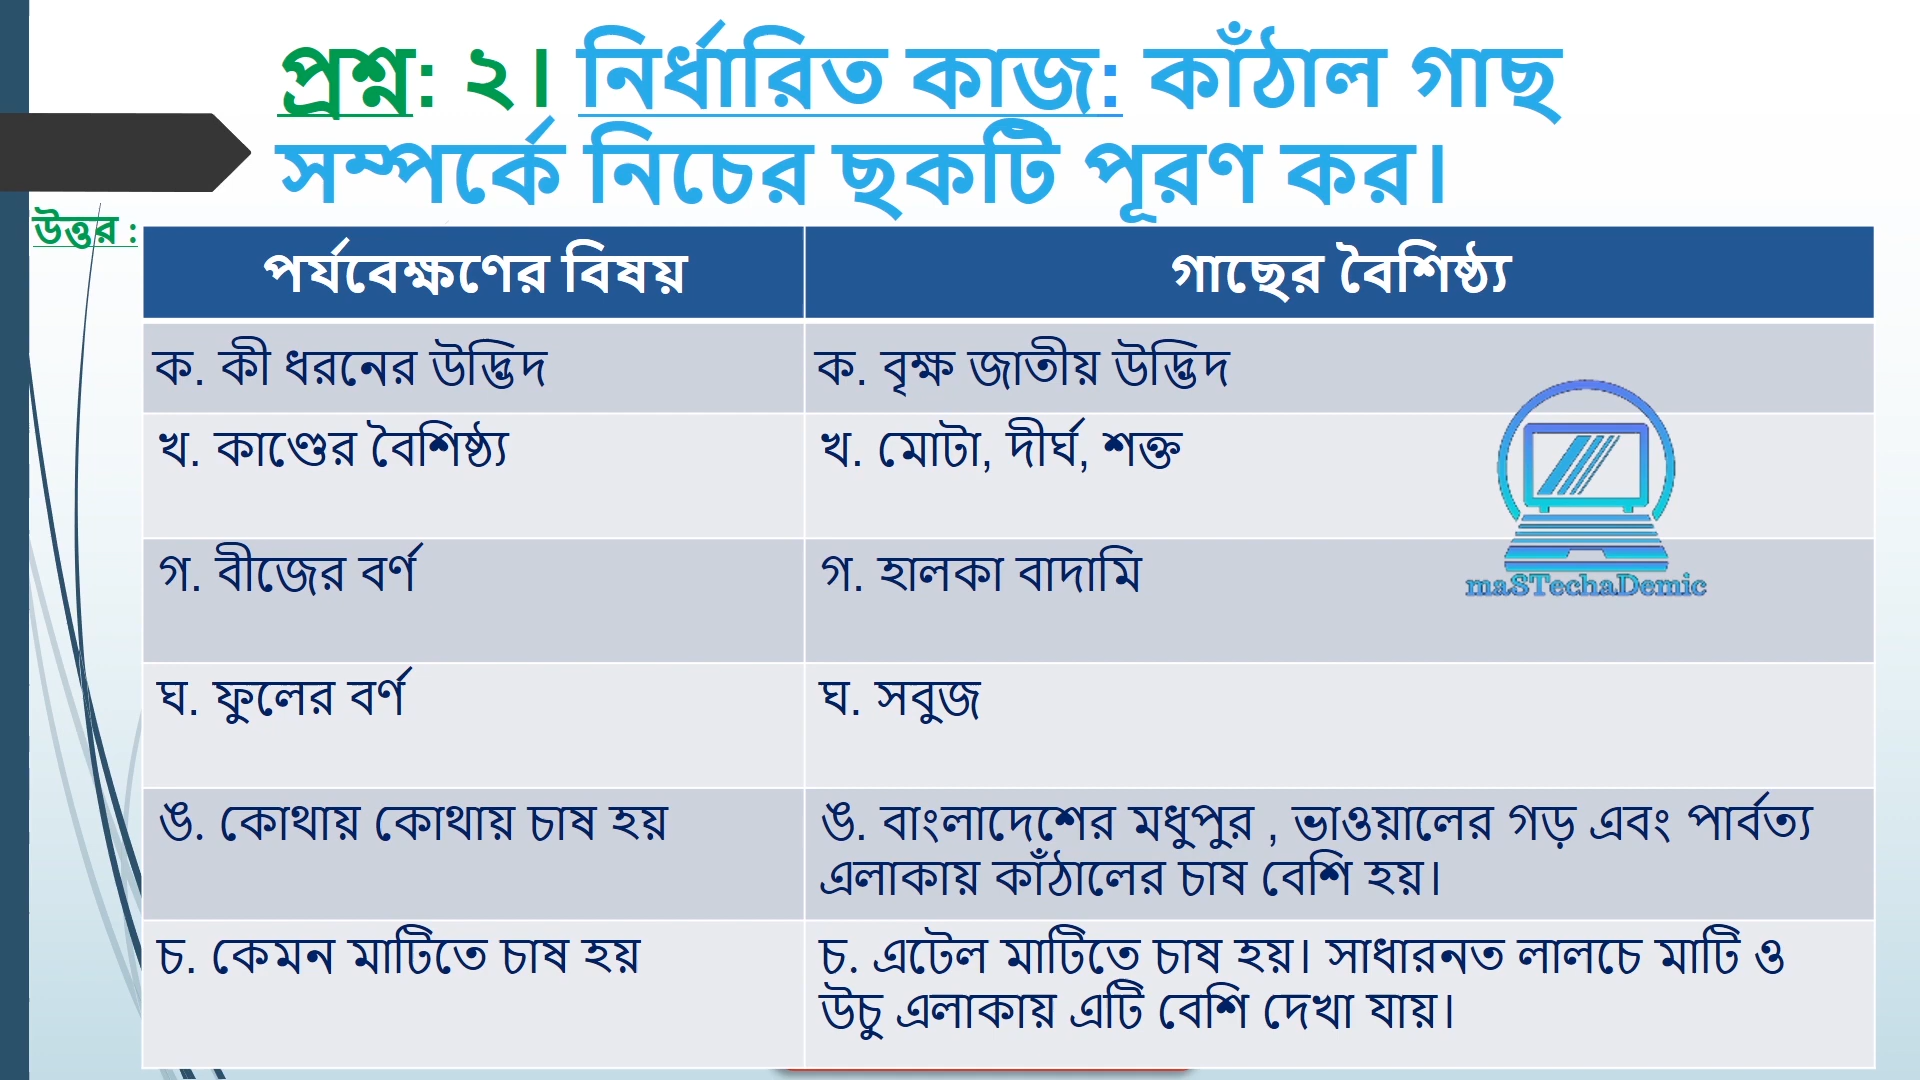 প্রশ্ন: ২। নির্ধারিত কাজ: কাঁঠাল গাছ
সম্পর্কে নিচের ছকটি পূরণ কর।
উত্তর :
পর্যবেক্ষণের বিষয়
গাছের বৈশিষ্ঠ্য
ক. কী ধরনের উদ্ভিদ
ক. বৃক্ষ জাতীয় উদ্ভিদ
খ. কাণ্ডের বৈশিষ্ঠ্য
খ. মোটা, দীর্ঘ, শক্ত
গ. বীজের বর্ণ
গ. হালকা বাদামি
maSTechaDemic
ঘ. ফুলের বর্ণ
ঘ. সবুজ
ঙ. কোথায় কোথায় চাষ হয়
ঙ. বাংলাদেশের মধুপুর , ভাওয়ালের গড় এবং পার্বত্য
এলাকায় কাঁঠালের চাষ বেশি হয়।
চ. কেমন মাটিতে চাষ হয়
চ. এটেল মাটিতে চাষ হয়। সাধারনত লালচে মাটি ও
উচু এলাকায় এটি বেশি দেখা যায়।